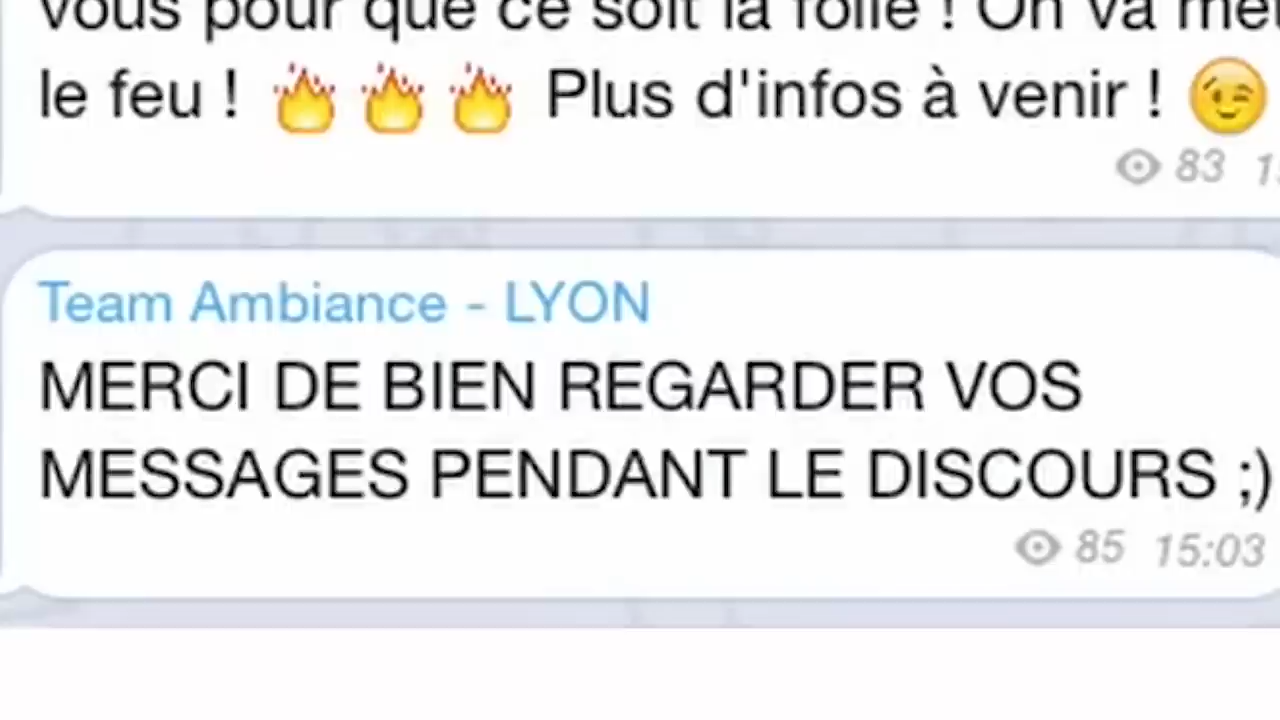 vous pour que ce soit la folie ! On va
le feu ! 🔥 🔥 🔥 Plus d'infos à venir ! 😉
83
Team Ambiance - LYON
MERCI DE BIEN REGARDER VOS
MESSAGES PENDANT LE DISCOURS ;)
85 15:03